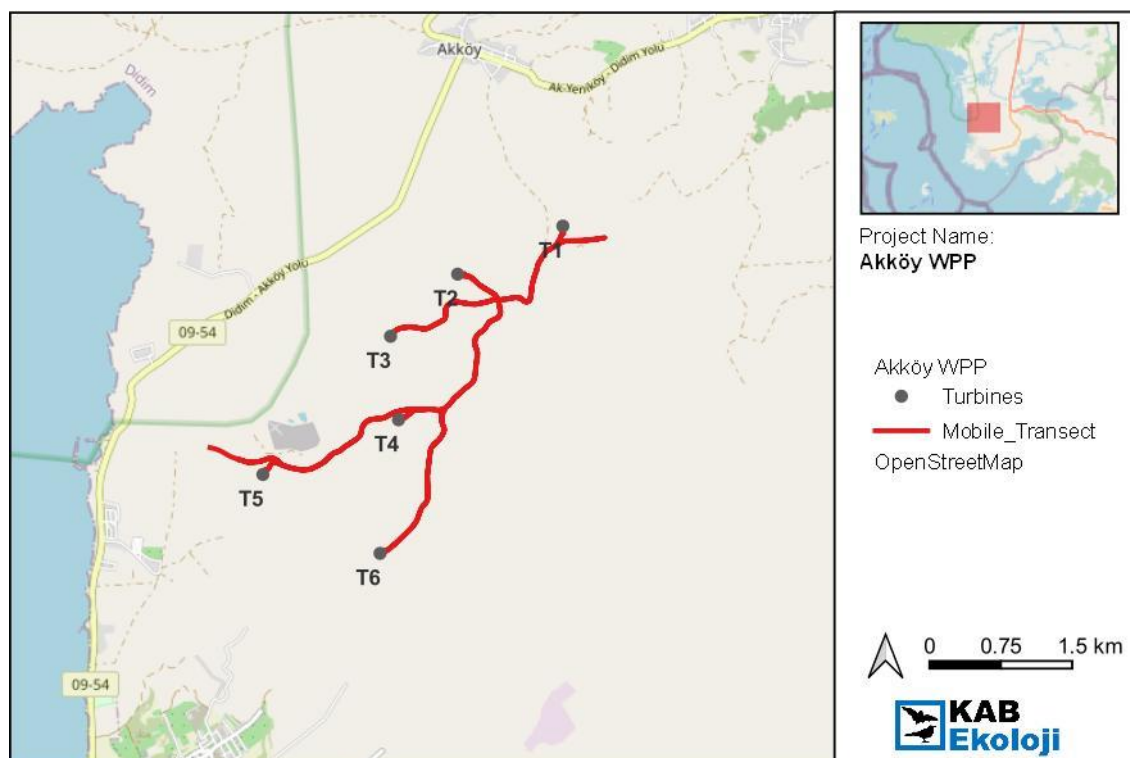 Didim
Akköy
Ak-Yeniköy - Didim Yolu
Didim - Akköy Yolu
09-54
T1
T2
T3
T4
T5
T6
09-54
Project Name:
Akköy WPP
Akköy WPP
Turbines
Mobile_Transect
OpenStreetMap
0 0.75 1.5 km
KAB
Ekoloji